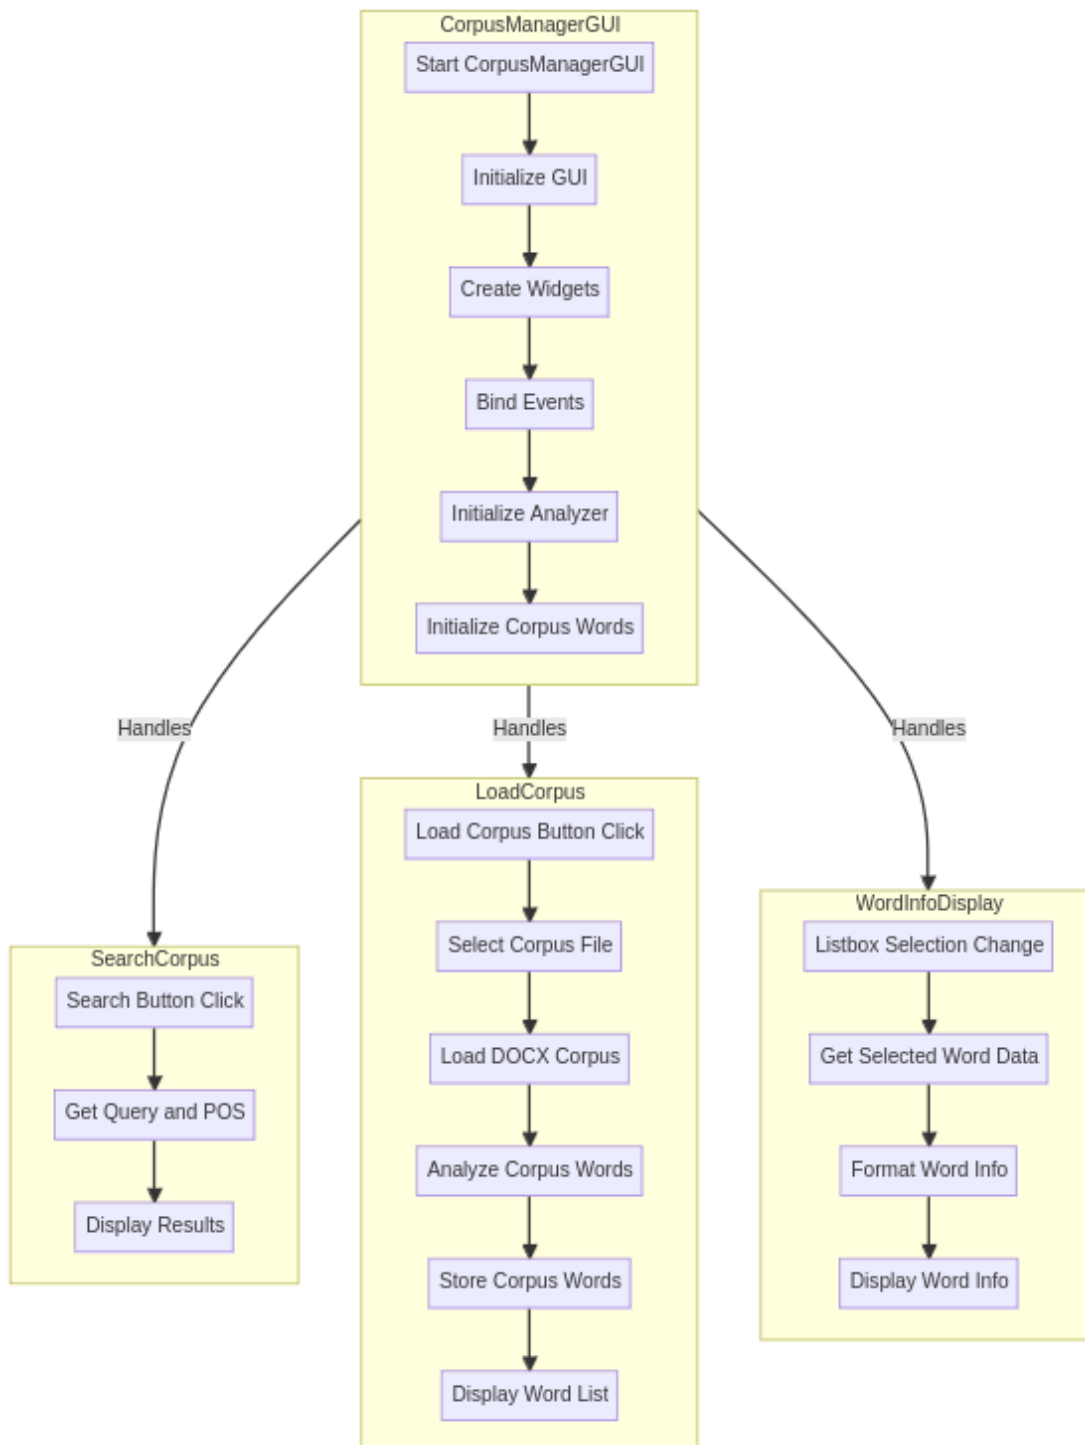 CorpusManagerGUI
Start CorpusManagerGUI
Initialize GUI
Create Widgets
Bind Events
Initialize Analyzer
Initialize Corpus Words
Handles
Handles
Handles
SearchCorpus
Search Button Click
Get Query and POS
Display Results
LoadCorpus
Load Corpus Button Click
Select Corpus File
Load DOCX Corpus
Analyze Corpus Words
Store Corpus Words
Display Word List
WordInfoDisplay
Listbox Selection Change
Get Selected Word Data
Format Word Info
Display Word Info